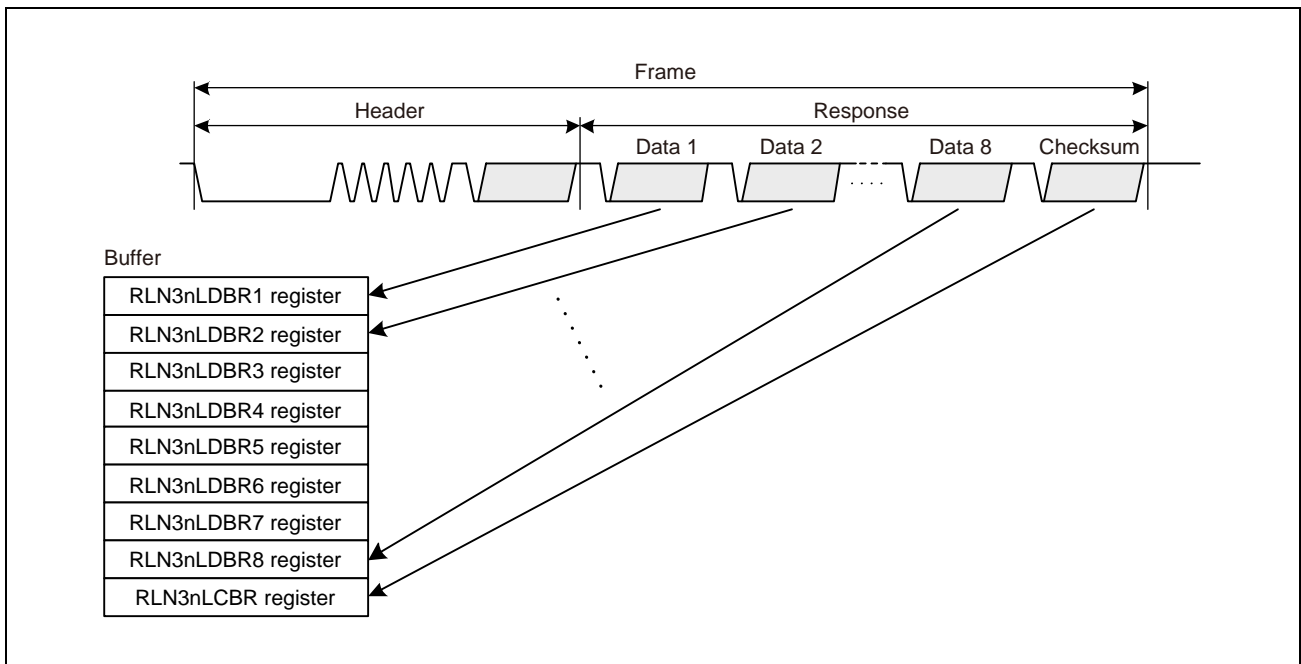 Frame
Header Response
Data 1 Data 2 Data 8 Checksum
Buffer
RLN3nLDBR1 register
RLN3nLDBR2 register
RLN3nLDBR3 register
RLN3nLDBR4 register
RLN3nLDBR5 register
RLN3nLDBR6 register
RLN3nLDBR7 register
RLN3nLDBR8 register
RLN3nLCBR register